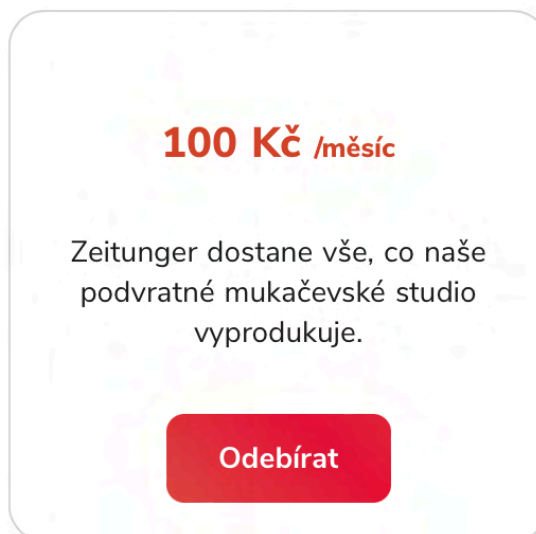 100 Kč /měsíc
Zeitunger dostane vše, co naše
podvratné mukačevské studio
vyprodukuje.
Odebírat